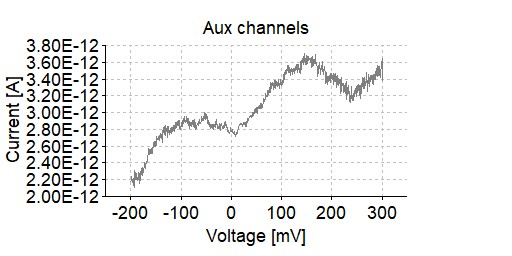 Aux channels
3.80E-12
3.60E-12
3.40E-12
3.20E-12
3.00E-12
2.80E-12
2.60E-12
2.40E-12
2.20E-12
2.00E-12
Current [A]
-200 -100 0 100 200 300
Voltage [mV]